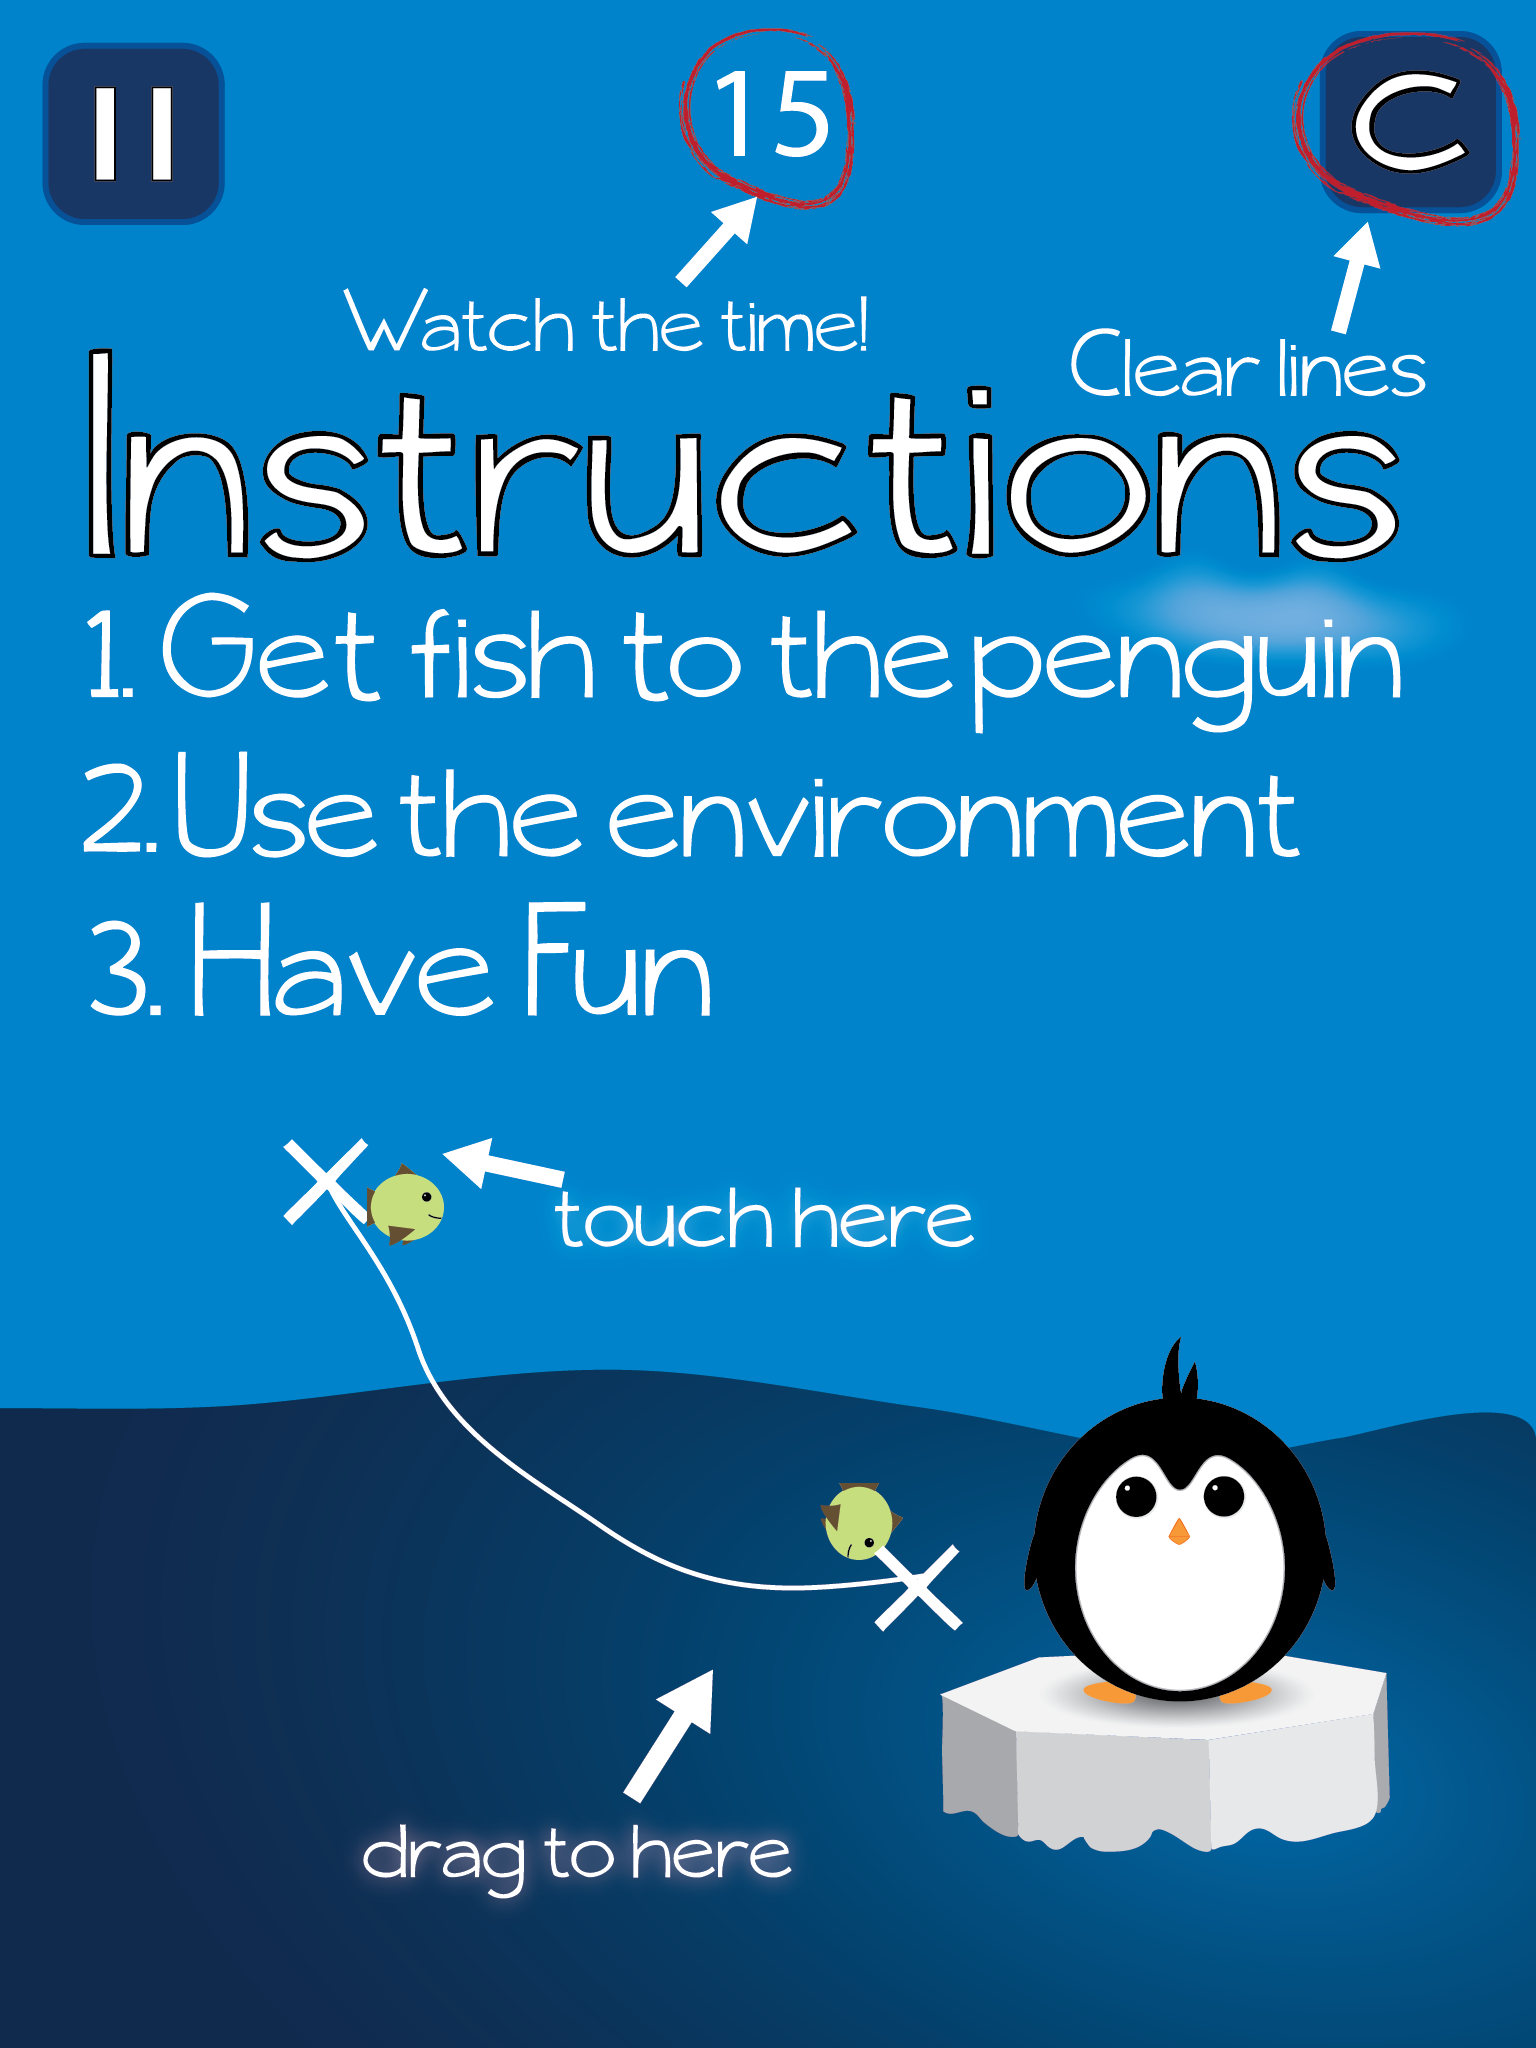 15
C
Watch the time!
Clear lines
Instructions
1. Get fish to the penguin
2. Use the environment
3. Have Fun
touch here
drag to here